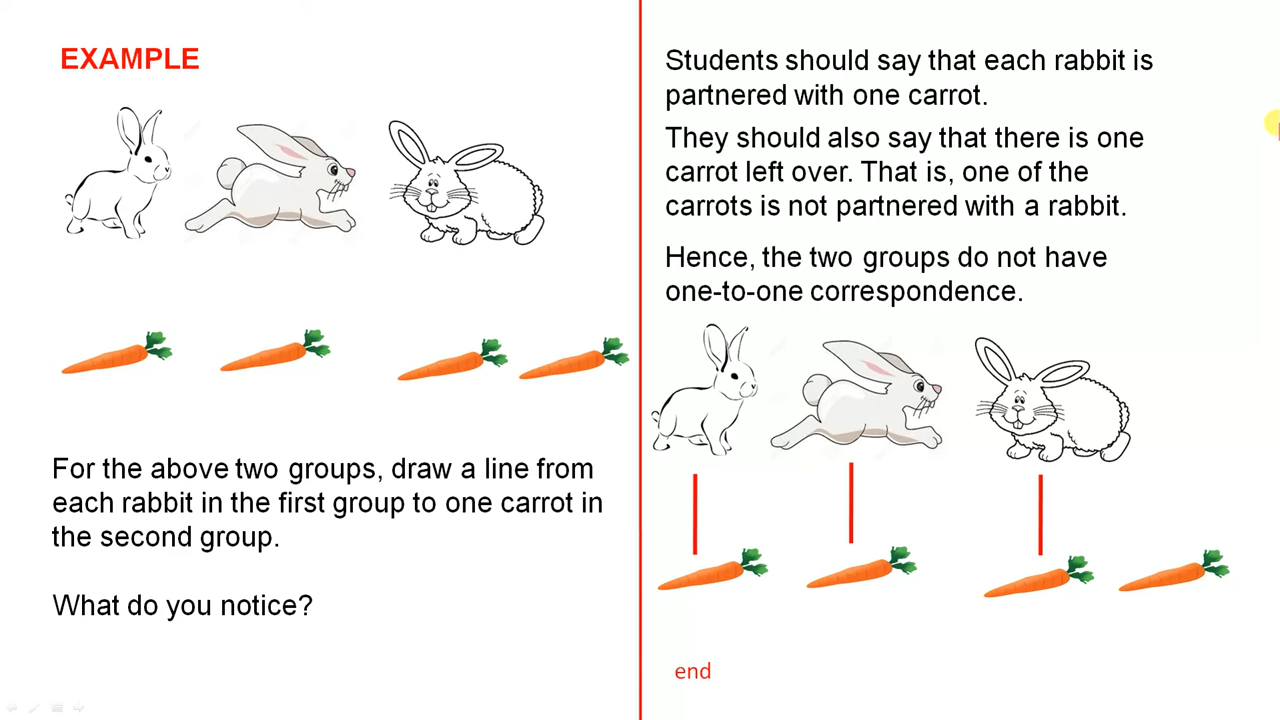 EXAMPLE
For the above two groups, draw a line from
each rabbit in the first group to one carrot in
the second group.
What do you notice?
Students should say that each rabbit is
partnered with one carrot.
They should also say that there is one
carrot left over. That is, one of the
carrots is not partnered with a rabbit.
Hence, the two groups do not have
one-to-one correspondence.
end